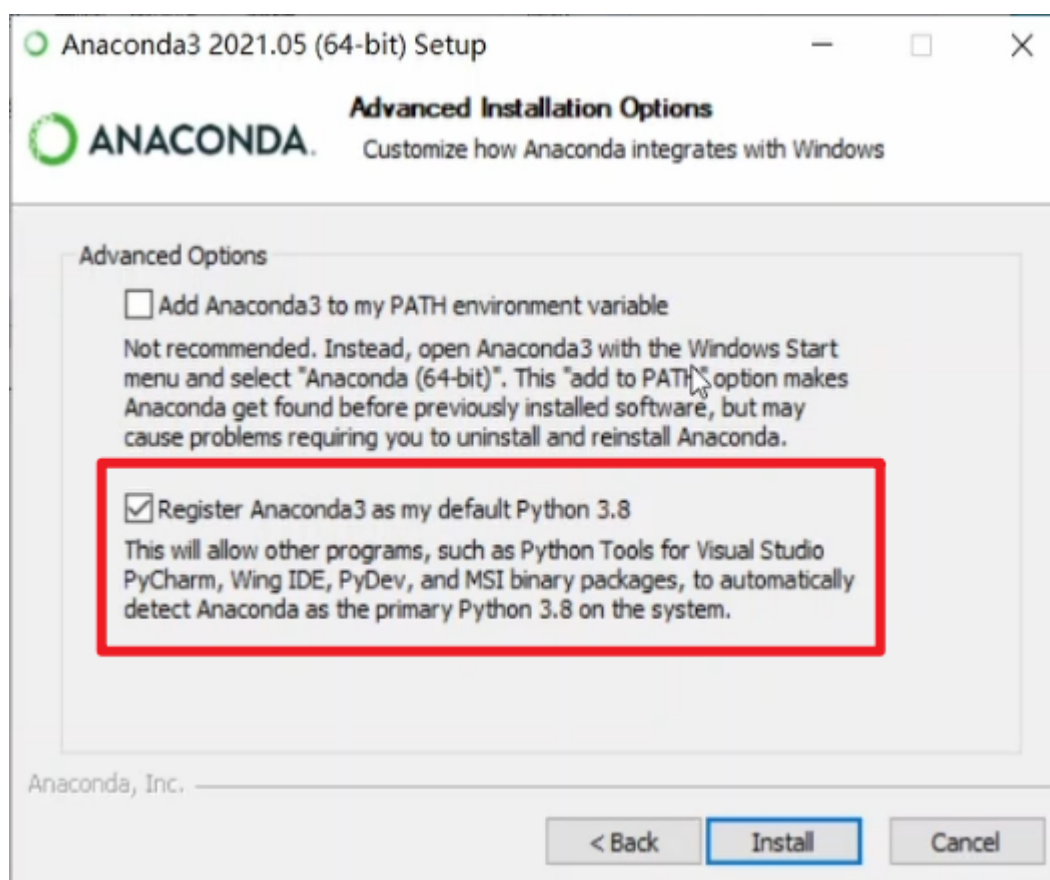 Anaconda3 2021.05 (64-bit) Setup
ANACONDA.
Advanced Installation Options
Customize how Anaconda integrates with Windows
Advanced Options
Add Anaconda3 to my PATH environment variable
Not recommended. Instead, open Anaconda3 with the Windows Start
menu and select "Anaconda (64-bit)". This "add to PATH" option makes
Anaconda get found before previously installed software, but may
cause problems requiring you to uninstall and reinstall Anaconda.
Register Anaconda3 as my default Python 3.8
This will allow other programs, such as Python Tools for Visual Studio
PyCharm, Wing IDE, PyDev, and MSI binary packages, to automatically
detect Anaconda as the primary Python 3.8 on the system.
Anaconda, Inc.
< Back
Install
Cancel